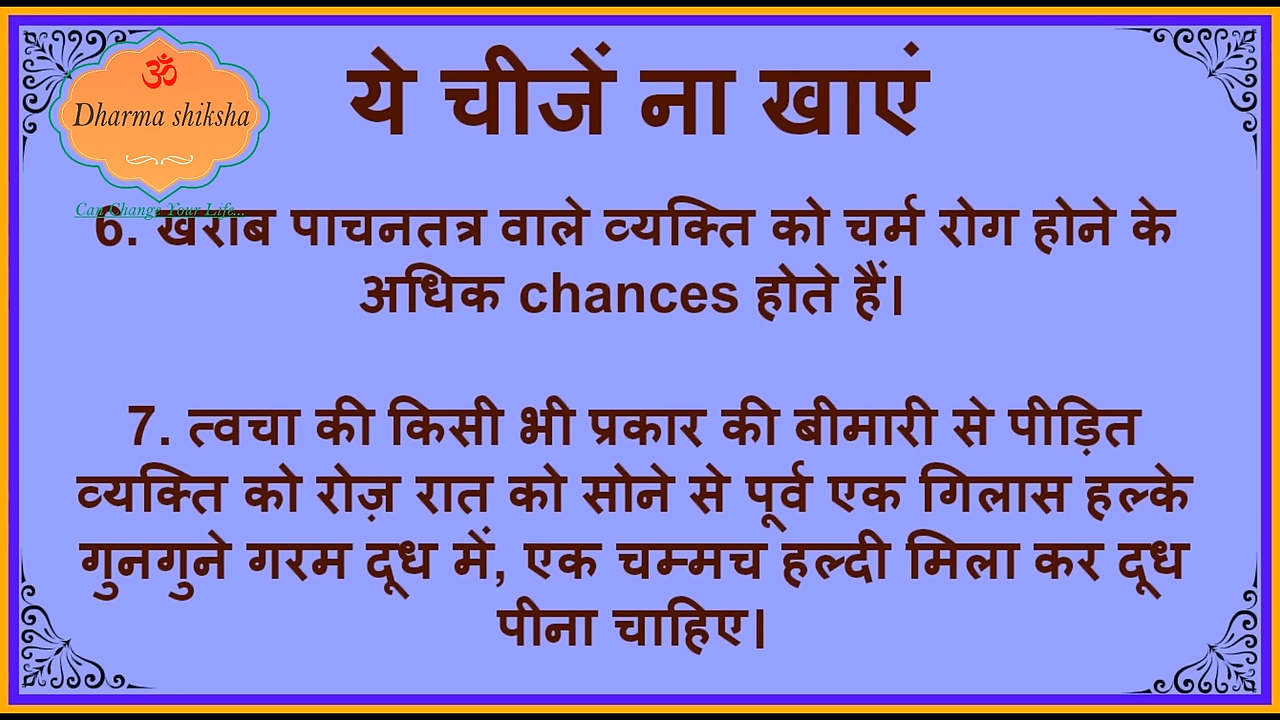 ॐ
Dharma shiksha
Can Change Your Life...
ये चीजें ना खाएं
6. खराब पाचनतत्र वाले व्यक्ति को चर्म रोग होने के
अधिक chances होते हैं।
7. त्वचा की किसी भी प्रकार की बीमारी से पीड़ित
व्यक्ति को रोज़ रात को सोने से पूर्व एक गिलास हल्के
गुनगुने गरम दूध में, एक चम्मच हल्दी मिला कर दूध
पीना चाहिए।